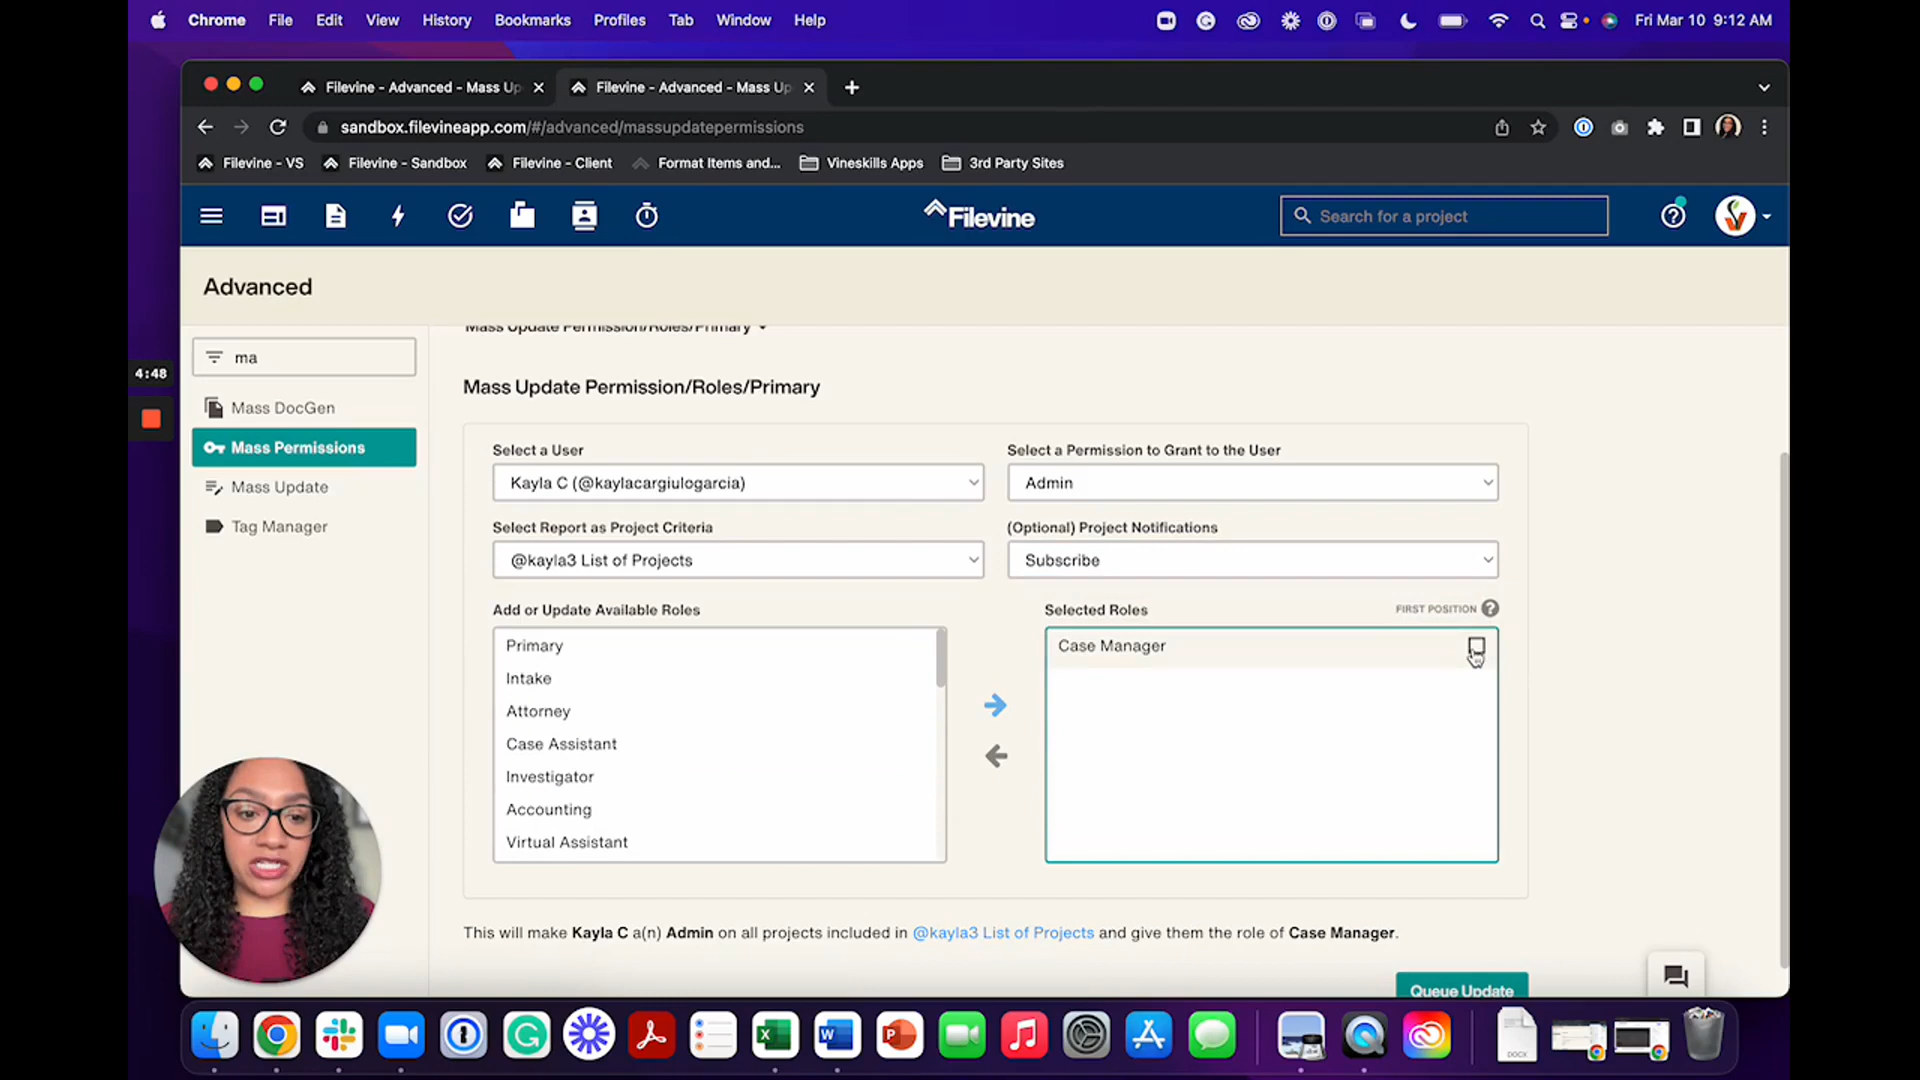 Chrome File Edit View History Bookmarks Profiles Tab Window Help Fri Mar 10 9:12 AM
Filevine - Advanced - Mass Up Filevine - Advanced - Mass Up
sandbox.filevineapp.com/#/advanced/massupdatepermissions
Filevine - VS Filevine - Sandbox Filevine - Client Format Items and... Vineskills Apps 3rd Party Sites
Filevine Search for a project
Advanced
Mass Update Permission/Roles/Primary
ma
4:48
Mass Update Permission/Roles/Primary
Mass DocGen
Mass Permissions
Mass Update
Tag Manager
Select a User Select a Permission to Grant to the User
Kayla C (@kaylacargiulogarcia) Admin
Select Report as Project Criteria (Optional) Project Notifications
@kayla3 List of Projects Subscribe
Add or Update Available Roles Selected Roles FIRST POSITION ?
Primary Case Manager
Intake
Attorney
Case Assistant
Investigator
Accounting
Virtual Assistant
This will make Kayla C a(n) Admin on all projects included in @kayla3 List of Projects and give them the role of Case Manager.
Queue Update
DOCX